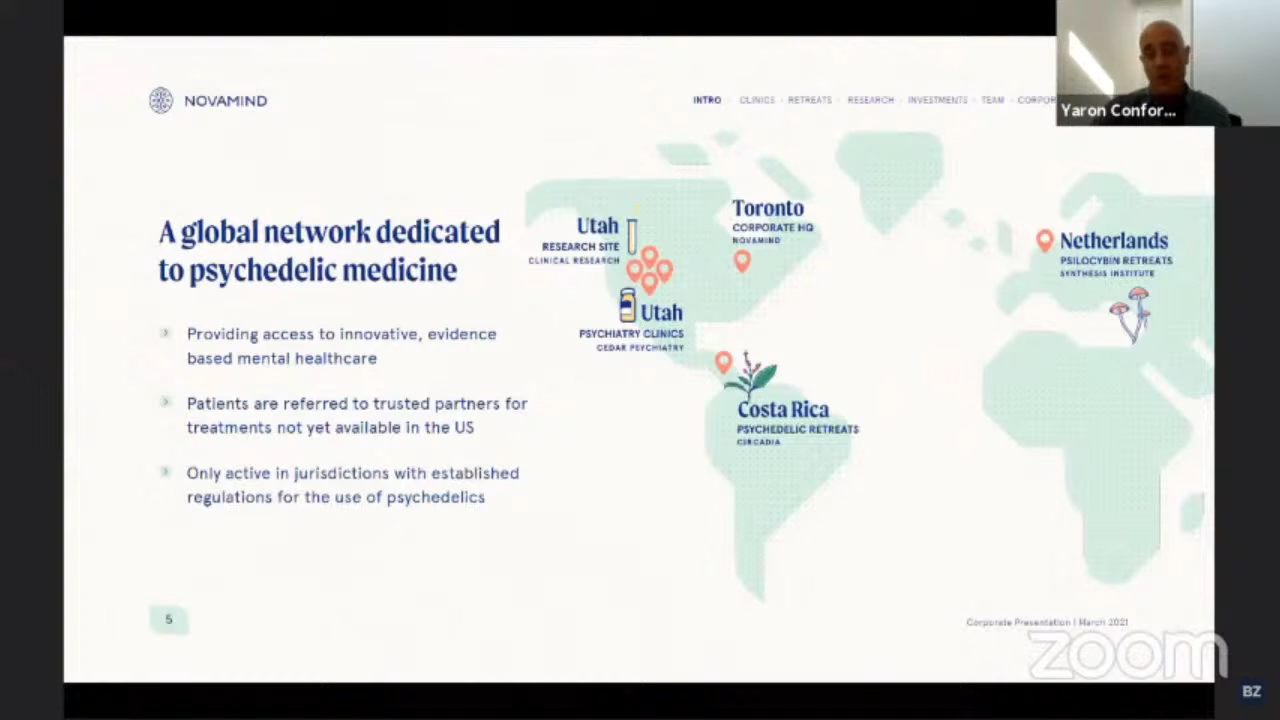 NOVAMIND
INTRO · CLINICS · RETREATS · RESEARCH · INVESTMENTS · TEAM · CORPOR
Yaron Confor...
A global network dedicated
to psychedelic medicine
Providing access to innovative, evidence
based mental healthcare
Patients are referred to trusted partners for
treatments not yet available in the US
Only active in jurisdictions with established
regulations for the use of psychedelics
Utah
RESEARCH SITE
CLINICAL RESEARCH
Utah
PSYCHIATRY CLINICS
CEDAR PSYCHIATRY
Toronto
CORPORATE HQ
NOVAMIND
Costa Rica
PSYCHEDELIC RETREATS
CIRCADIA
Netherlands
PSILOCYBIN RETREATS
SYNTHESIS INSTITUTE
5
Corporate Presentation | March 2021
zoom
BZ